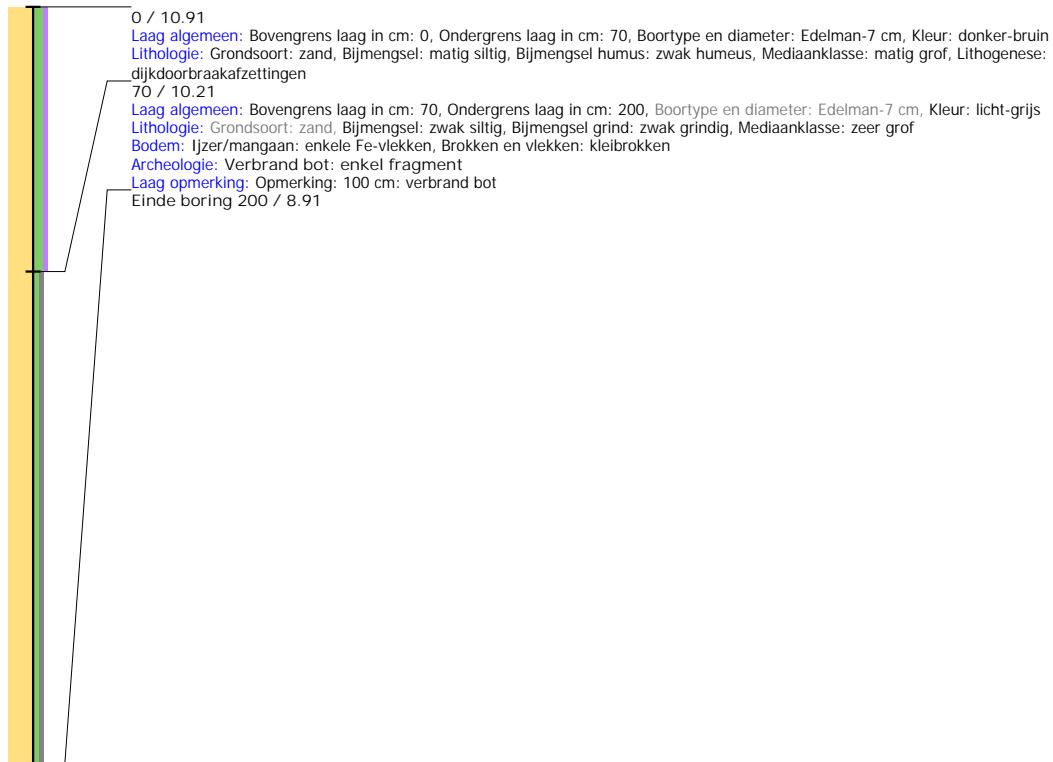 0 / 10.91
Laag algemeen: Bovengrens laag in cm: 0, Ondergrens laag in cm: 70, Boortype en diameter: Edelman-7 cm, Kleur: donker-bruin
Lithologie: Grondsoort: zand, Bijmengsel: matig siltig, Bijmengsel humus: zwak humeus, Mediaanklasse: matig grof, Lithogenese:
dijkdoorbraakafzettingen
70 / 10.21
Laag algemeen: Bovengrens laag in cm: 70, Ondergrens laag in cm: 200, Boortype en diameter: Edelman-7 cm, Kleur: licht-grijs
Lithologie: Grondsoort: zand, Bijmengsel: zwak siltig, Bijmengsel grind: zwak grindig, Mediaanklasse: zeer grof
Bodem: Ijzer/mangaan: enkele Fe-vlekken, Brokken en vlekken: kleibrokken
Archeologie: Verbrand bot: enkel fragment
Laag opmerking: Opmerking: 100 cm: verbrand bot
Einde boring 200 / 8.91